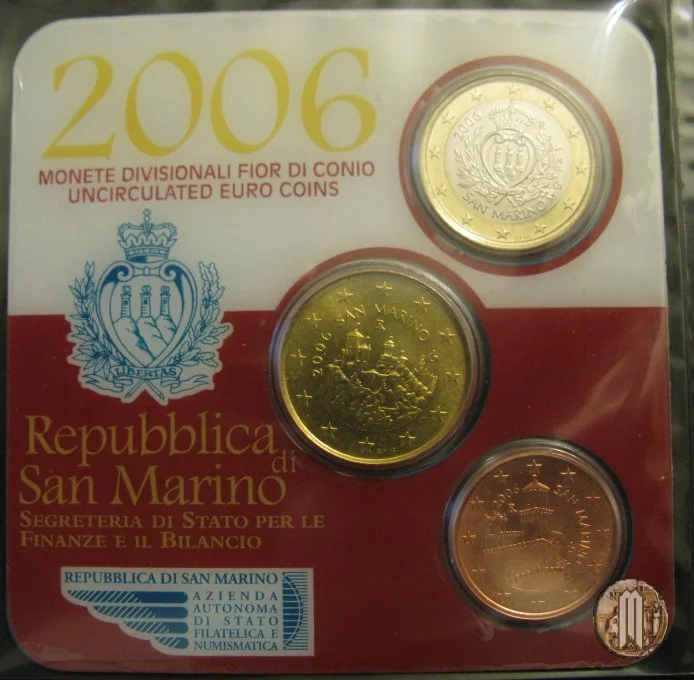 2006
MONETE DIVISIONALI FIOR DI CONIO
UNCIRCULATED EURO COINS
2006
SAN MARINO
LIBERTAS
2006 SAN MARINO
R
2006 SAN MARINO
R
Repubblica
di
San Marino
SEGRETERIA DI STATO PER LE
FINANZE E IL BILANCIO
REPUBBLICA DI SAN MARINO
AZIENDA
AUTONOMA
DI STATO
FILATELICA E
NUMISMATICA